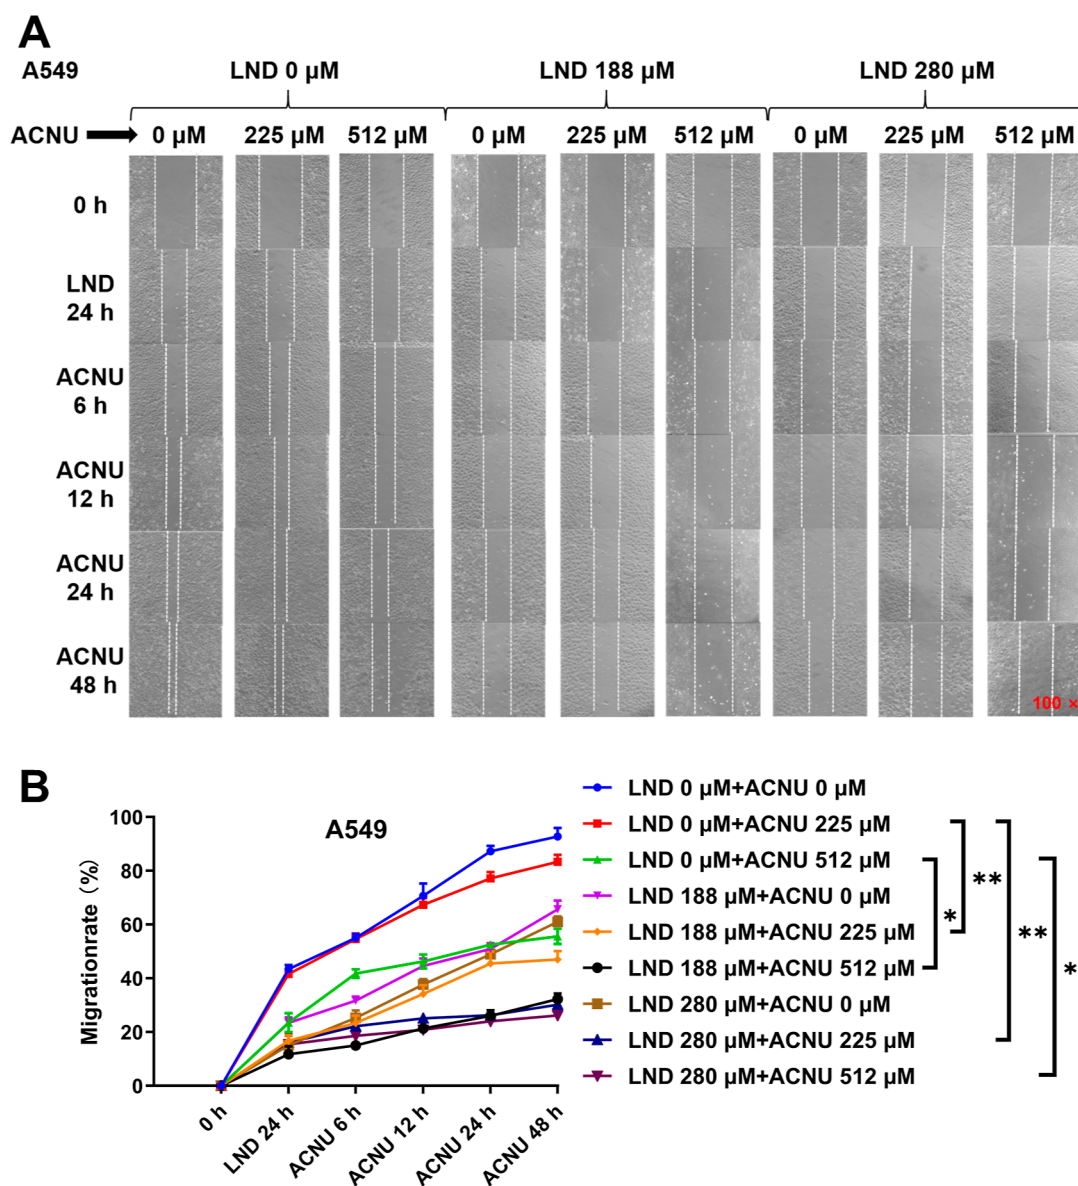 A
A549 LND 0 µM LND 188 µM LND 280 µM
ACNU 0 µM 225 µM 512 µM 0 µM 225 µM 512 µM 0 µM 225 µM 512 µM
0 h
LND
24 h
ACNU
6 h
ACNU
12 h
ACNU
24 h
ACNU
48 h
100 ×
B
A549
Migrationrate (%)
100
80
60
40
20
0
0 h
LND 24 h
ACNU 6 h
ACNU 12 h
ACNU 24 h
ACNU 48 h
LND 0 µM+ACNU 0 µM
LND 0 µM+ACNU 225 µM
LND 0 µM+ACNU 512 µM
LND 188 µM+ACNU 0 µM
LND 188 µM+ACNU 225 µM
LND 188 µM+ACNU 512 µM
LND 280 µM+ACNU 0 µM
LND 280 µM+ACNU 225 µM
LND 280 µM+ACNU 512 µM
*
**
**
*